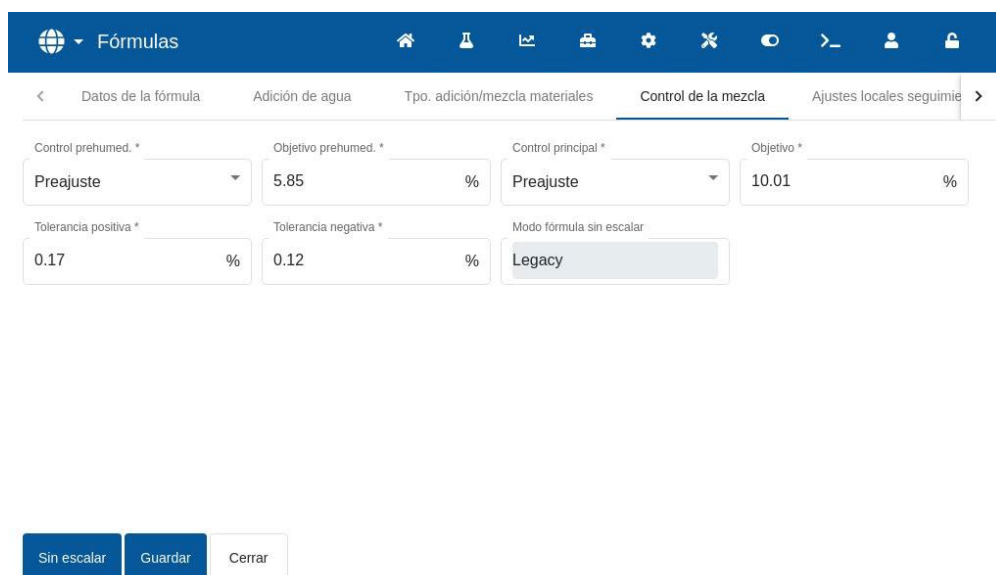 Fórmulas
Datos de la fórmula Adición de agua Tpo. adición/mezcla materiales Control de la mezcla Ajustes locales seguimie
Control prehumed. * Objetivo prehumed. * Control principal * Objetivo *
Preajuste 5.85 % Preajuste 10.01 %
Tolerancia positiva * Tolerancia negativa * Modo fórmula sin escalar
0.17 % 0.12 % Legacy
Sin escalar Guardar Cerrar